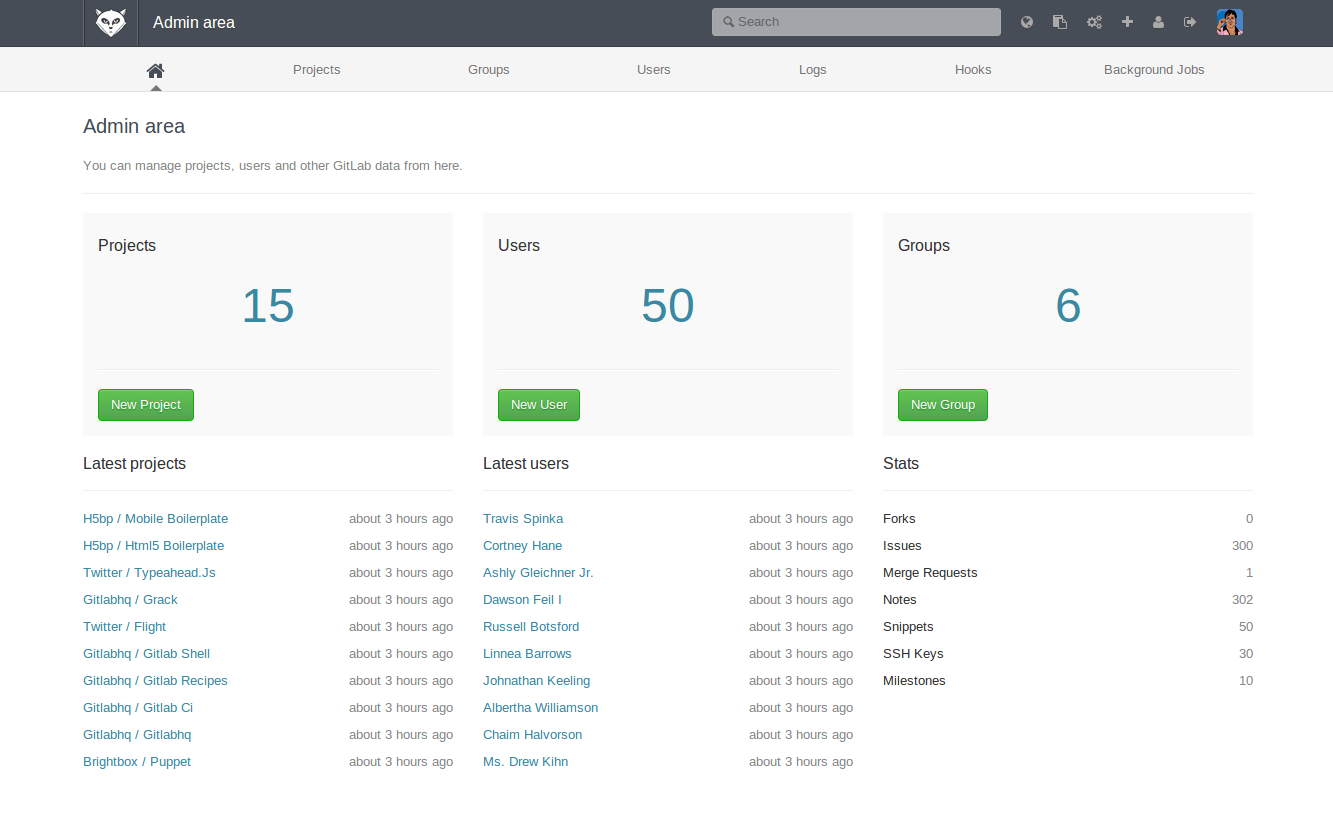 Admin area
Search
Projects Groups Users Logs Hooks Background Jobs
Admin area
You can manage projects, users and other GitLab data from here.
Projects
15
New Project
Users
50
New User
Groups
6
New Group
Latest projects
H5bp / Mobile Boilerplate about 3 hours ago
H5bp / Html5 Boilerplate about 3 hours ago
Twitter / Typeahead.Js about 3 hours ago
Gitlabhq / Grack about 3 hours ago
Twitter / Flight about 3 hours ago
Gitlabhq / Gitlab Shell about 3 hours ago
Gitlabhq / Gitlab Recipes about 3 hours ago
Gitlabhq / Gitlab Ci about 3 hours ago
Gitlabhq / Gitlabhq about 3 hours ago
Brightbox / Puppet about 3 hours ago
Latest users
Travis Spinka about 3 hours ago
Cortney Hane about 3 hours ago
Ashly Gleichner Jr. about 3 hours ago
Dawson Feil I about 3 hours ago
Russell Botsford about 3 hours ago
Linnea Barrows about 3 hours ago
Johnathan Keeling about 3 hours ago
Albertha Williamson about 3 hours ago
Chaim Halvorson about 3 hours ago
Ms. Drew Kihn about 3 hours ago
Stats
Forks 0
Issues 300
Merge Requests 1
Notes 302
Snippets 50
SSH Keys 30
Milestones 10